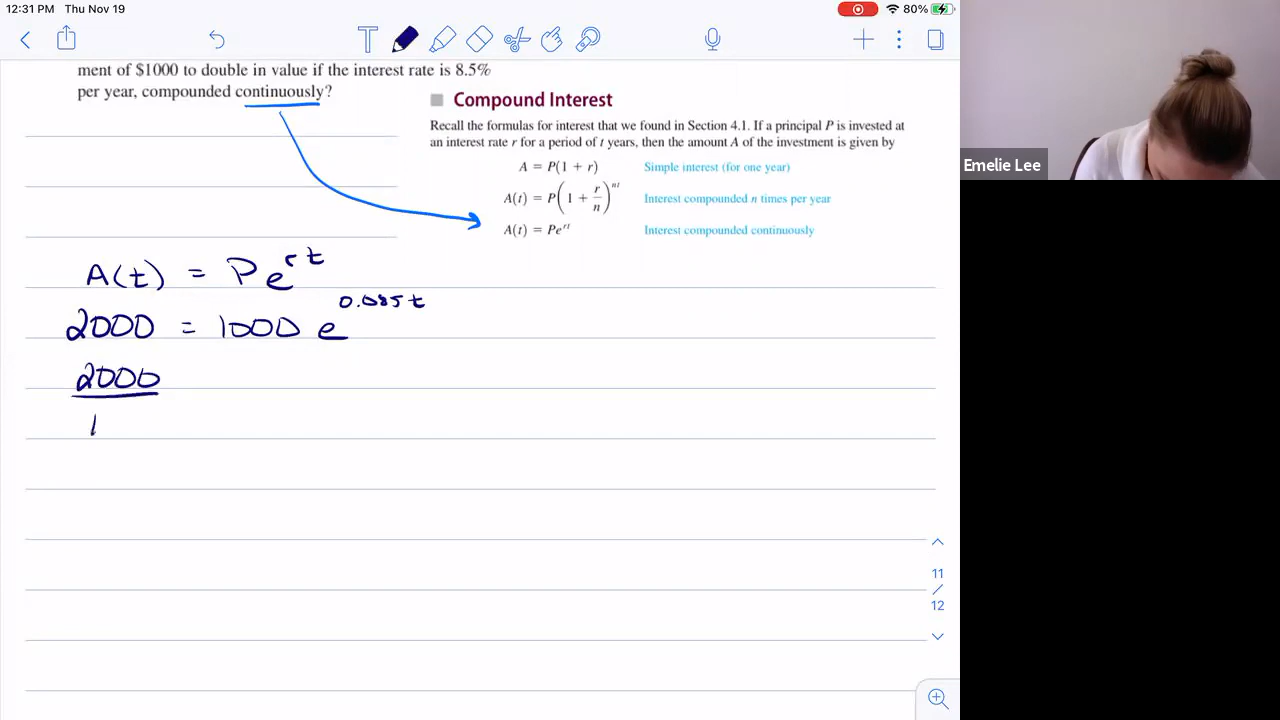 12:31 PM Thu Nov 19
80%
ment of $1000 to double in value if the interest rate is 8.5%
per year, compounded continuously?
Compound Interest
Recall the formulas for interest that we found in Section 4.1. If a principal P is invested at
an interest rate r for a period of t years, then the amount A of the investment is given by
A = P(1 + r) Simple interest (for one year)
A(t) = P(1 + r/n)^nt Interest compounded n times per year
A(t) = Pe^rt Interest compounded continuously
Emelie Lee
A(t) = Pe^rt
2000 = 1000 e^0.085t
2000
1
11
/
12